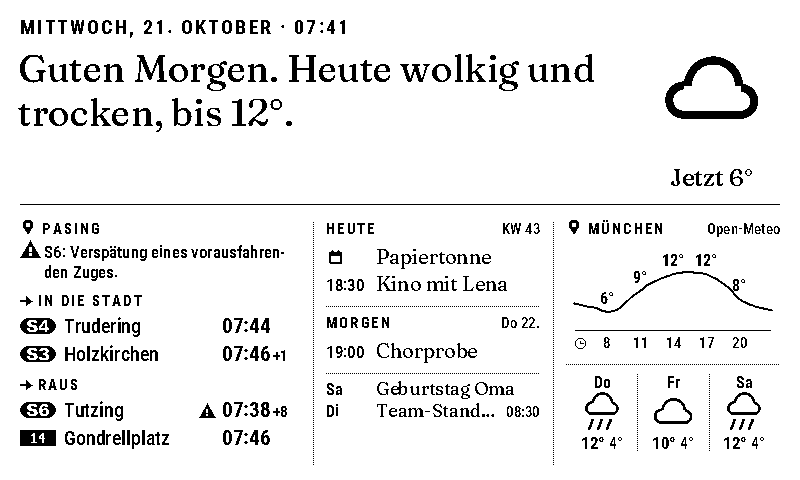 MITTWOCH, 21. OKTOBER · 07:41
Guten Morgen. Heute wolkig und
trocken, bis 12°.
Jetzt 6°
PASING
S6: Verspätung eines vorausfahren-
den Zuges.
→ IN DIE STADT
S4 Trudering 07:44
S3 Holzkirchen 07:46 +1
→ RAUS
S6 Tutzing 07:38 +8
14 Gondrellplatz 07:46
HEUTE KW 43
Papiertonne
18:30 Kino mit Lena
MORGEN Do 22.
19:00 Chorprobe
Sa Geburtstag Oma
Di Team-Stand... 08:30
MÜNCHEN Open-Meteo
6° 9° 12° 12° 8°
8 11 14 17 20
Do Fr Sa
12° 4° 10° 4° 12° 4°